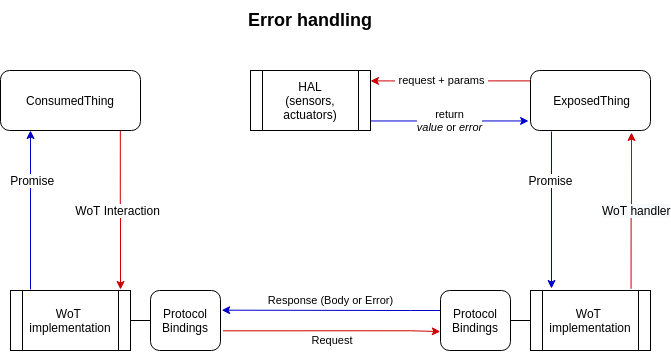 Error handling
ConsumedThing
HAL
(sensors,
actuators)
request + params
return
value or error
ExposedThing
Promise
WoT Interaction
Promise
WoT handler
WoT
implementation
Protocol
Bindings
Response (Body or Error)
Request
Protocol
Bindings
WoT
implementation